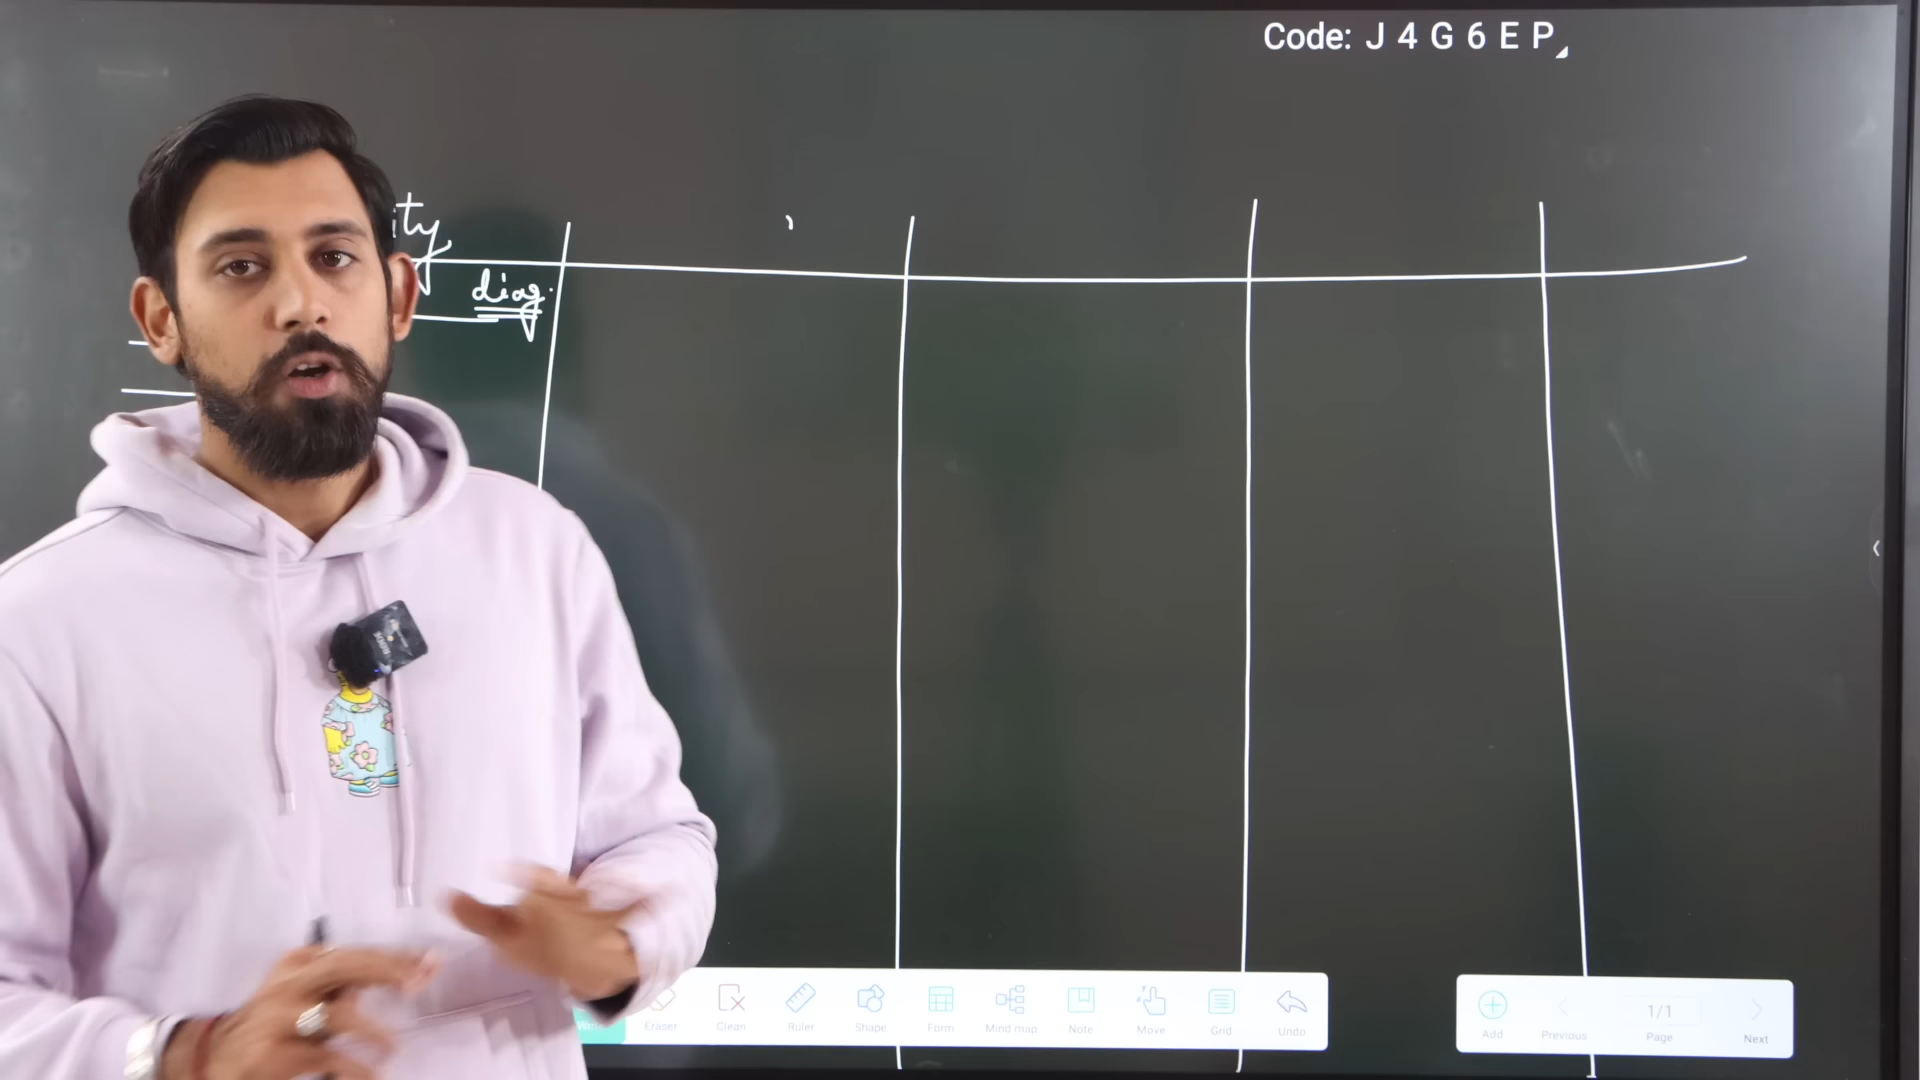 Code: J 4 G 6 E P
ity
diag.
Eraser Clean Ruler Shape Form Mind map Note Move Grid Undo
1/1
Add Previous Page Next